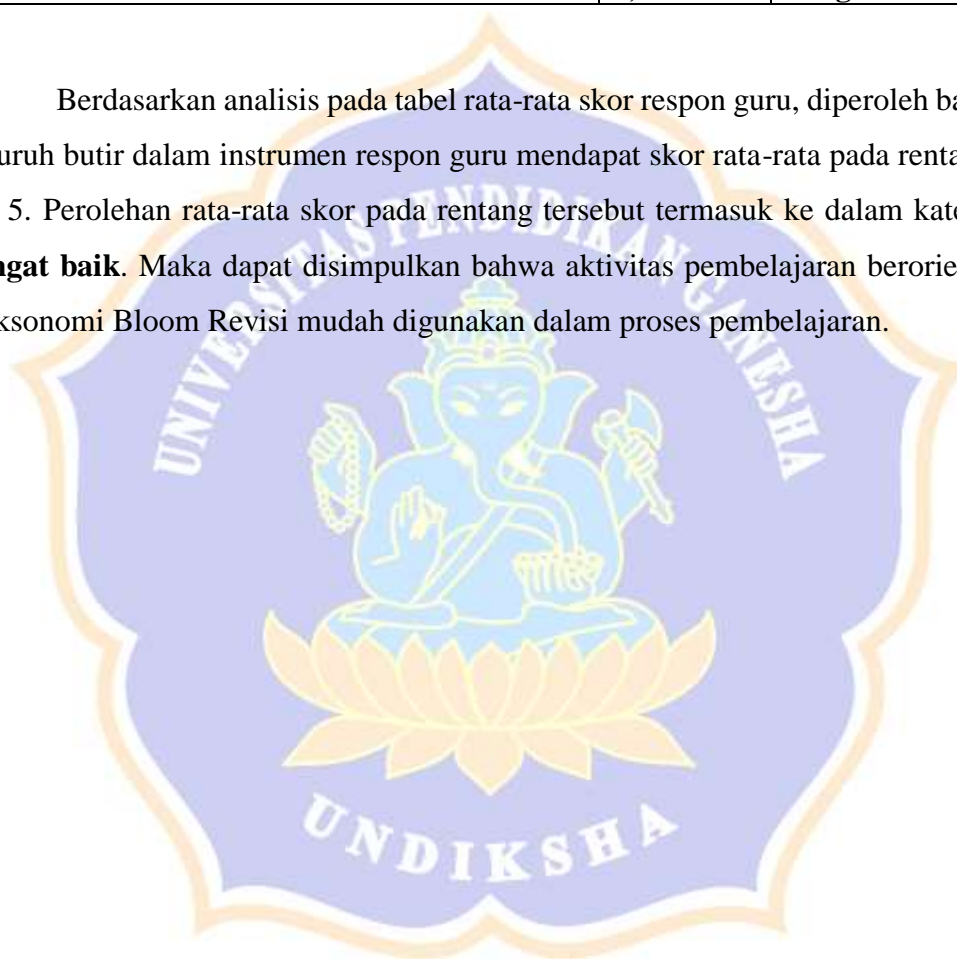 Berdasarkan analisis pada tabel rata-rata skor respon guru, diperoleh ba
uruh butir dalam instrumen respon guru mendapat skor rata-rata pada renta
5. Perolehan rata-rata skor pada rentang tersebut termasuk ke dalam kate
ngat baik. Maka dapat disimpulkan bahwa aktivitas pembelajaran berorie
ksonomi Bloom Revisi mudah digunakan dalam proses pembelajaran.
UNIVERSITAS PENDIDIKAN GANESHA
UNDIKSHA